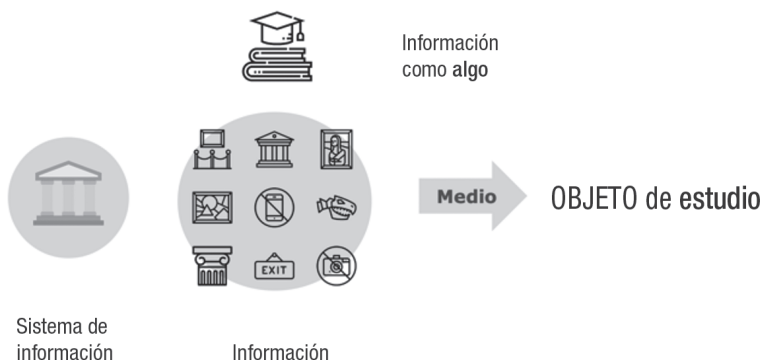 Información
como algo
EXIT
Medio
OBJETO de estudio
Sistema de
información
Información